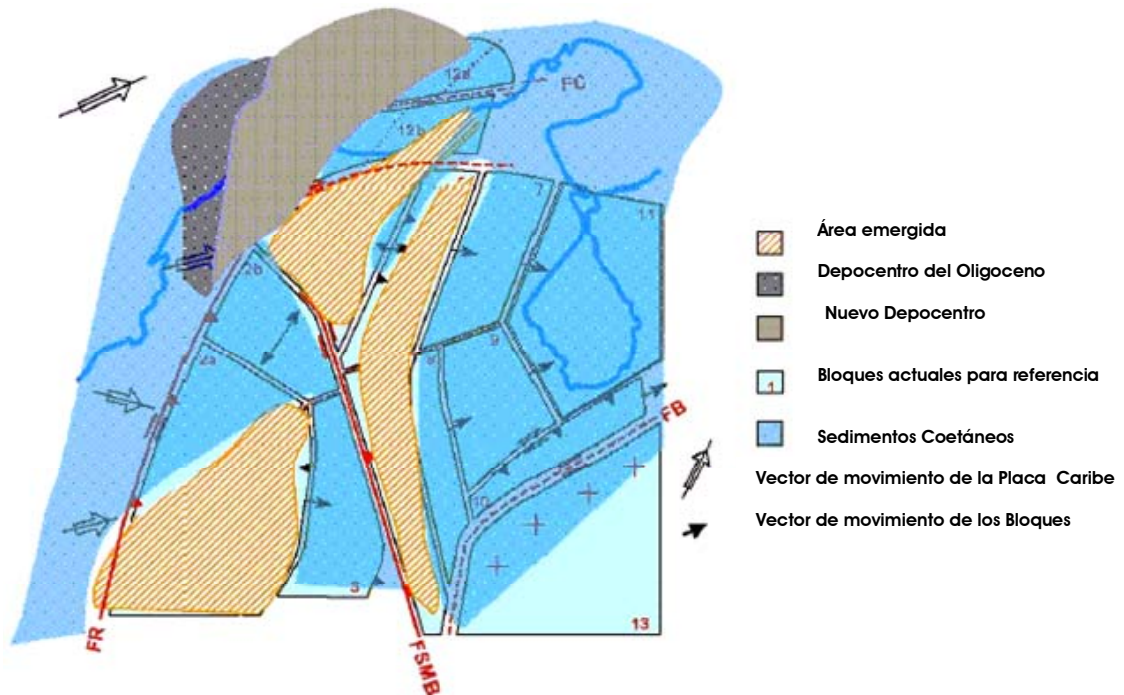 12a
FC
12b
7
11
2b
9
8
2a
FB
10
3
13
FR
FSMB
Área emergida
Depocentro del Oligoceno
Nuevo Depocentro
1
Bloques actuales para referencia
Sedimentos Coetáneos
Vector de movimiento de la Placa Caribe
Vector de movimiento de los Bloques